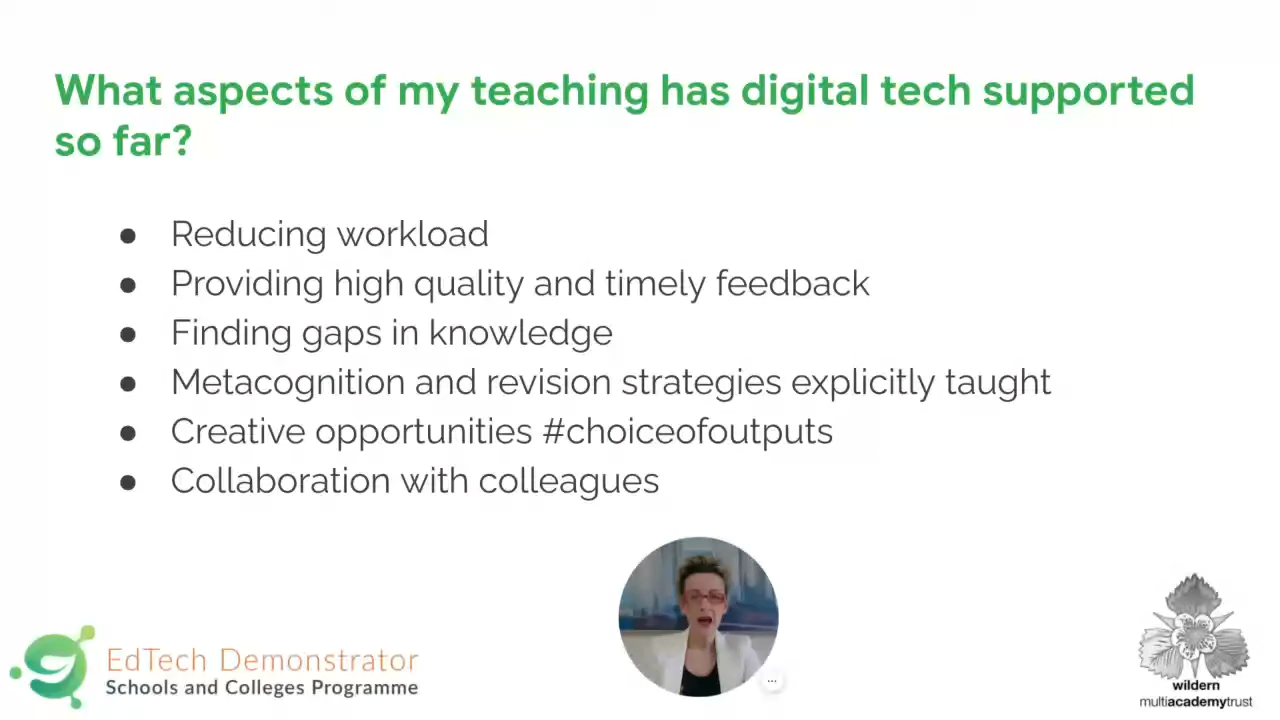 What aspects of my teaching has digital tech supported
so far?
● Reducing workload
● Providing high quality and timely feedback
● Finding gaps in knowledge
● Metacognition and revision strategies explicitly taught
● Creative opportunities #choiceofoutputs
● Collaboration with colleagues
EdTech Demonstrator
Schools and Colleges Programme
wildern
multiacademytrust